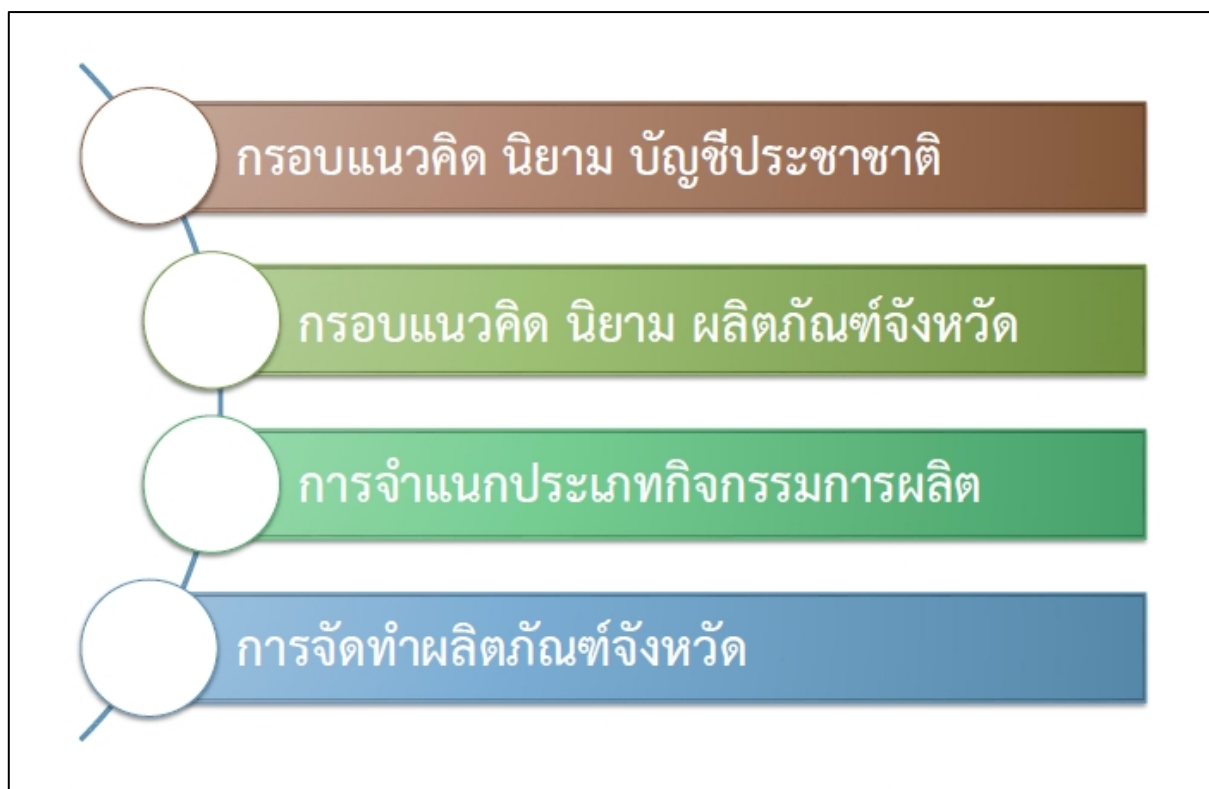 กรอบแนวคิด นิยาม บัญชีประชาชาติ
กรอบแนวคิด นิยาม ผลิตภัณฑ์จังหวัด
การจำแนกประเภทกิจกรรมการผลิต
การจัดทำผลิตภัณฑ์จังหวัด